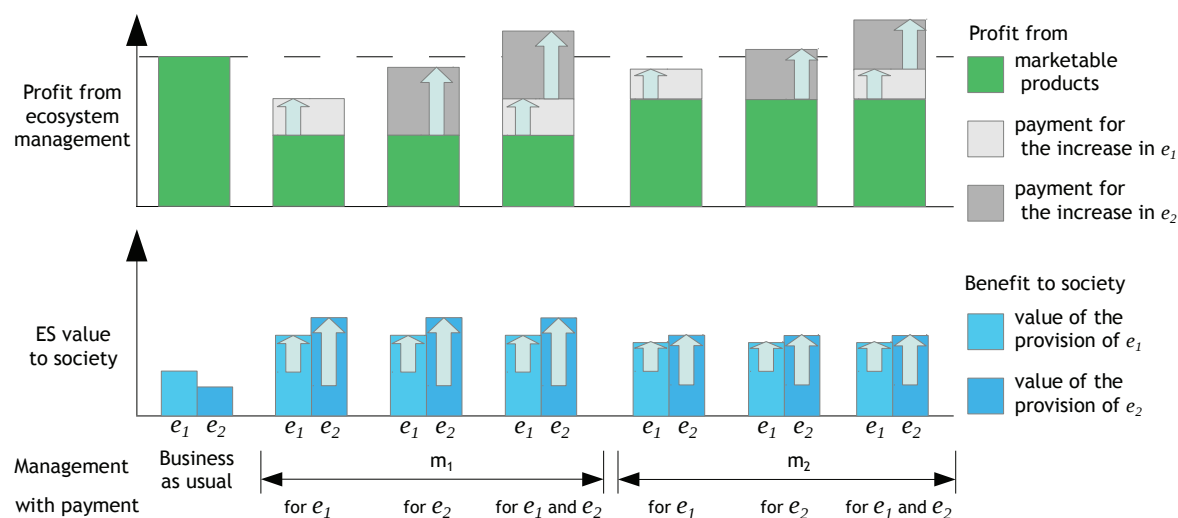 Profit from
ecosystem
management
Profit from
marketable
products
payment for
the increase in e1
payment for
the increase in e2
ES value
to society
Benefit to society
value of the
provision of e1
value of the
provision of e2
e1 e2 e1 e2 e1 e2 e1 e2 e1 e2 e1 e2 e1 e2
Management
with payment
Business
as usual
m1
m2
for e1
for e2
for e1 and e2
for e1
for e2
for e1 and e2